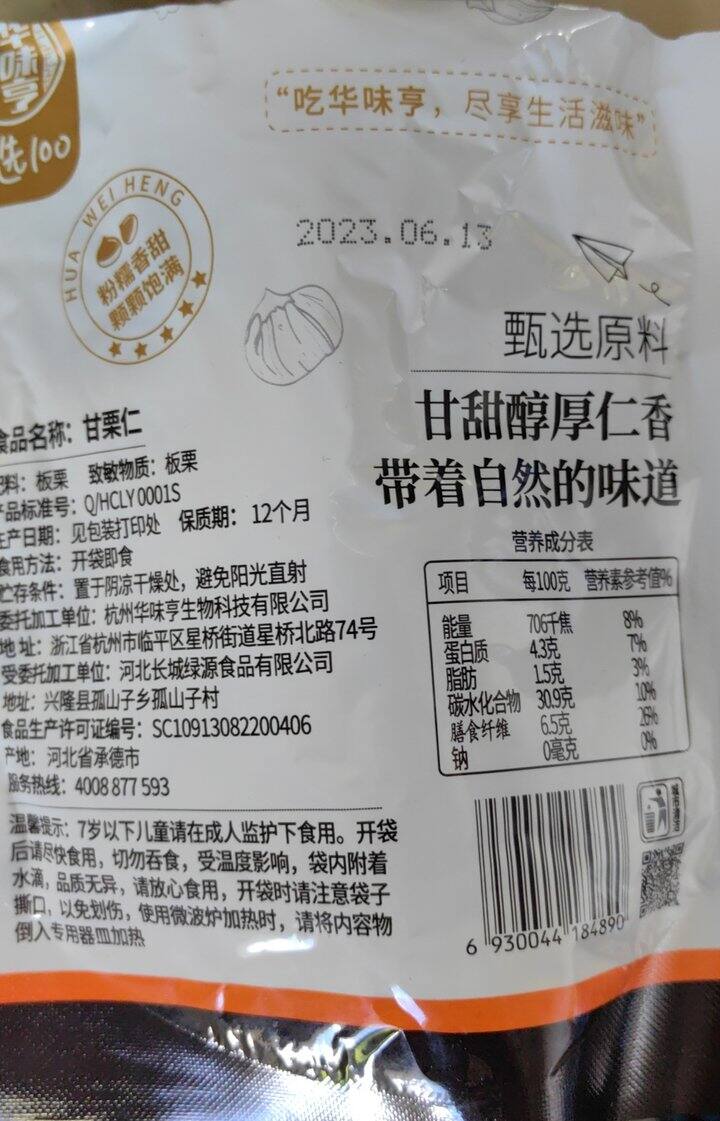 华味亨
选100
“吃华味亨，尽享生活滋味”
HUA WEI HENG
粉糯香甜
颗颗饱满
2023.06.13
甄选原料
甘甜醇厚仁香
带着自然的味道
食品名称：甘栗仁
配料：板栗 致敏物质：板栗
产品标准号：Q/HCLY 0001S
生产日期：见包装打印处 保质期：12个月
食用方法：开袋即食
贮存条件：置于阴凉干燥处，避免阳光直射
委托加工单位：杭州华味亨生物科技有限公司
地址：浙江省杭州市临平区星桥街道星桥北路74号
受委托加工单位：河北长城绿源食品有限公司
地址：兴隆县孤山子乡孤山子村
食品生产许可证编号：SC10913082200406
产地：河北省承德市
服务热线：4008 877 593
温馨提示：7岁以下儿童请在成人监护下食用。开袋
后请尽快食用，切勿吞食，受温度影响，袋内附着
水滴，品质无异，请放心食用，开袋时请注意袋子
撕口，以免划伤，使用微波炉加热时，请将内容物
倒入专用器皿加热
营养成分表
项目 每100克 营养素参考值%
能量 706千焦 8%
蛋白质 4.3克 7%
脂肪 1.5克 3%
碳水化合物 30.9克 10%
膳食纤维 6.5克 26%
钠 0毫克 0%
城市清洁
6 930044 184890